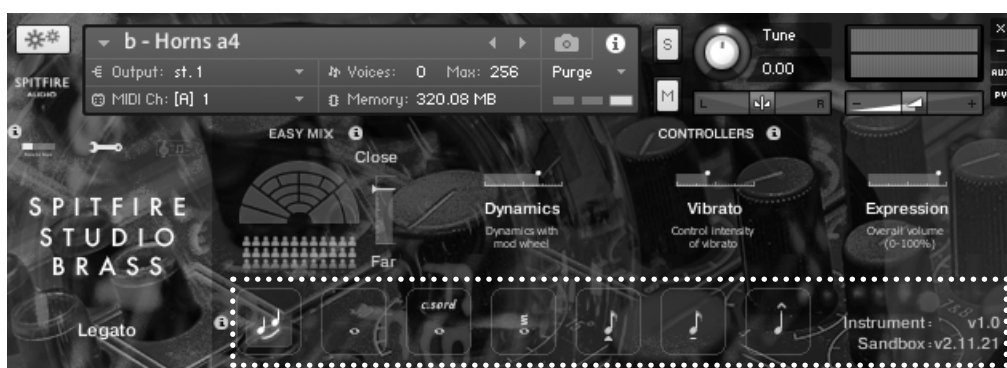 b - Horns a4
Output: st.1
Voices: 0 Max: 256
Purge
MIDI Ch: [A] 1
Memory: 320.08 MB
S
M
Tune
0.00
L
R
-
+
×
-
AUX
PV
SPITFIRE
AUDIO
EASY MIX
Close
Far
CONTROLLERS
Dynamics
Dynamics with
mod wheel
Vibrato
Control intensity
of vibrato
Expression
Overall volume
(0-100%)
SPITFIRE
STUDIO
BRASS
Legato
c.sord
Instrument: v1.0
Sandbox:v2.11.21